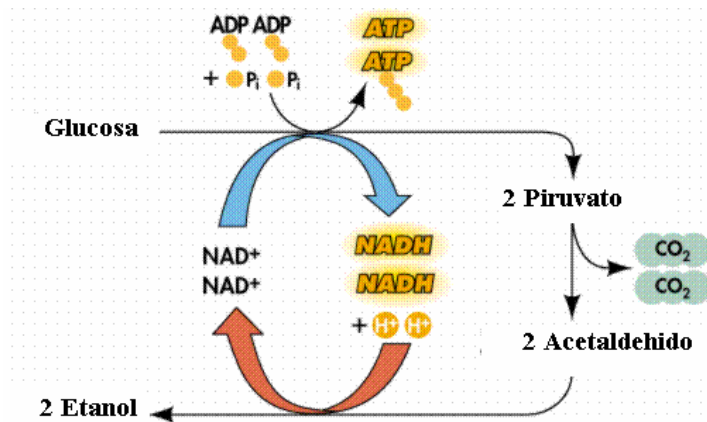 ADP ADP
+ Pi Pi
ATP
ATP
Glucosa
2 Piruvato
NAD+
NAD+
NADH
NADH
+ H+ H+
CO2
CO2
2 Acetaldehido
2 Etanol